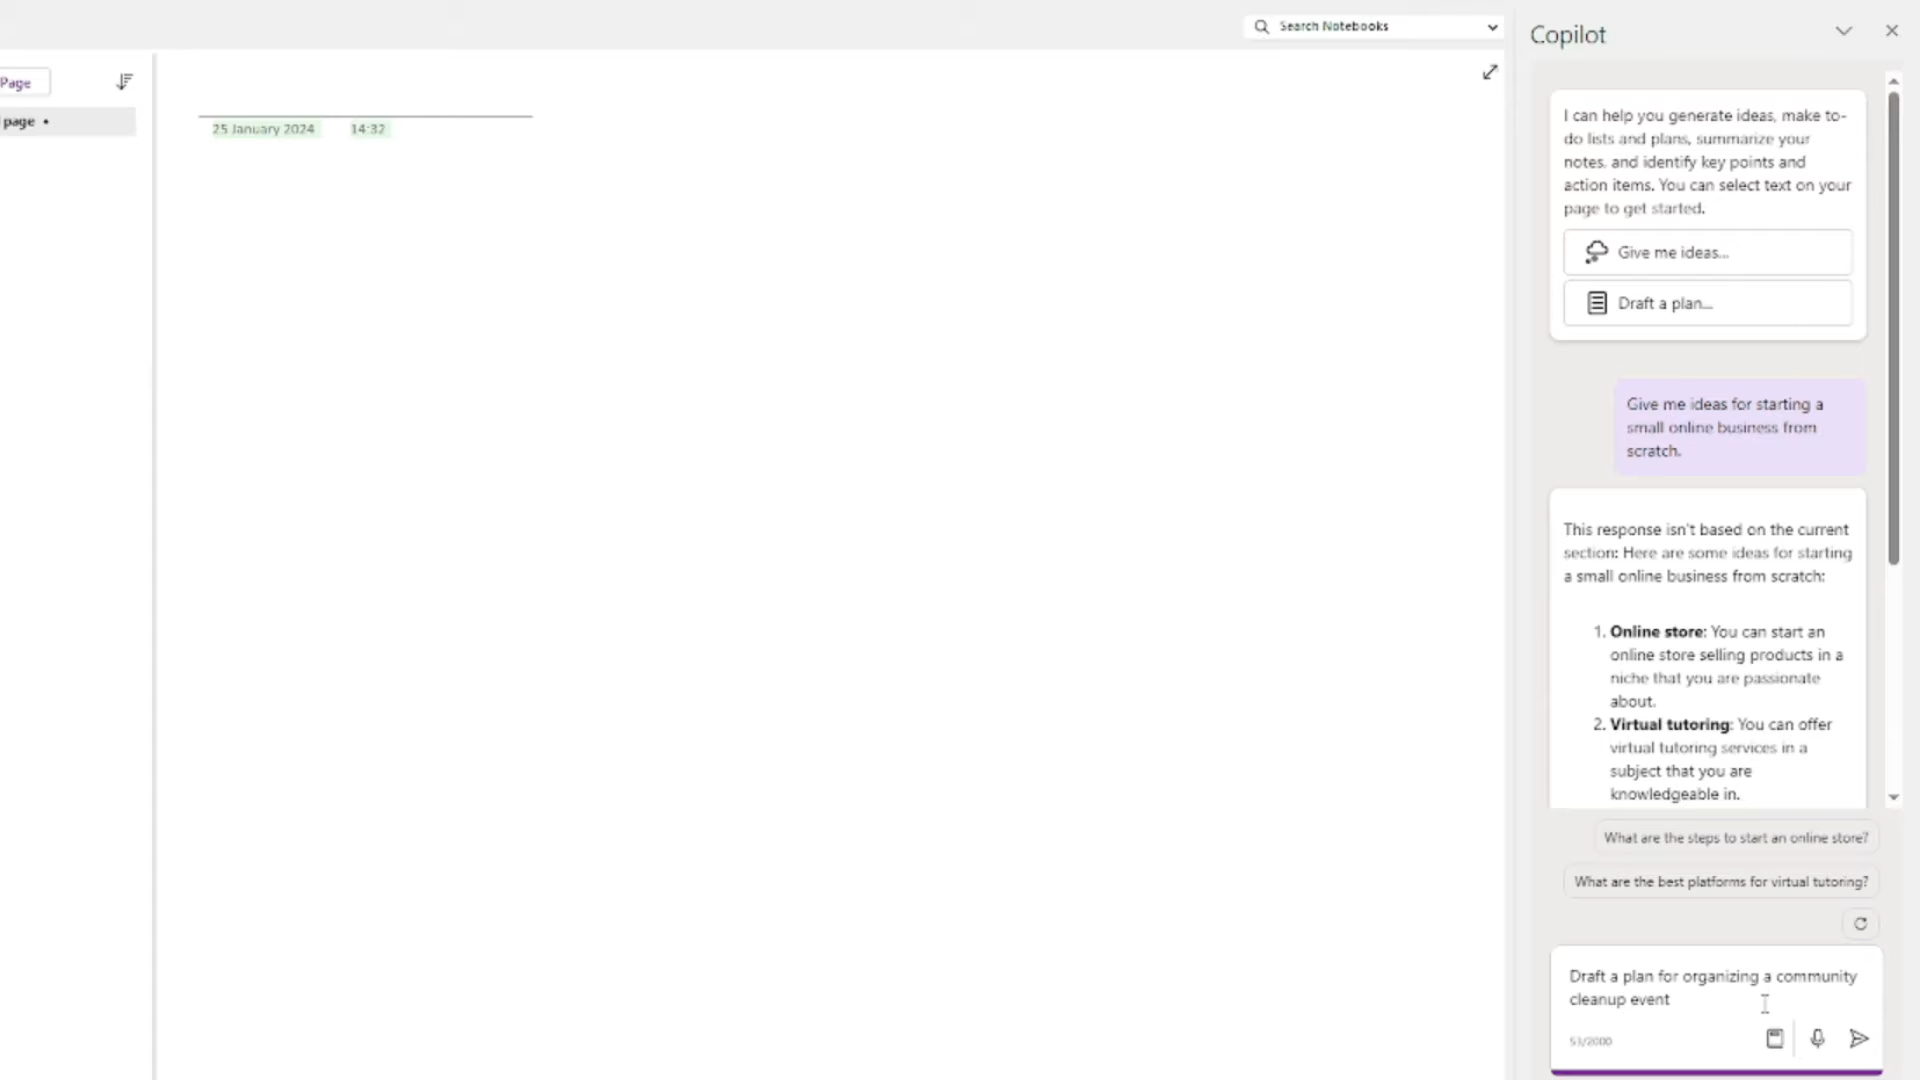 Search Notebooks
Copilot
Page
page
25 January 2024 14:32
I can help you generate ideas, make to-
do lists and plans, summarize your
notes, and identify key points and
action items. You can select text on your
page to get started.
Give me ideas...
Draft a plan...
Give me ideas for starting a
small online business from
scratch.
This response isn't based on the current
section: Here are some ideas for starting
a small online business from scratch:
1. Online store: You can start an
online store selling products in a
niche that you are passionate
about.
2. Virtual tutoring: You can offer
virtual tutoring services in a
subject that you are
knowledgeable in.
What are the steps to start an online store?
What are the best platforms for virtual tutoring?
Draft a plan for organizing a community
cleanup event
53/2000